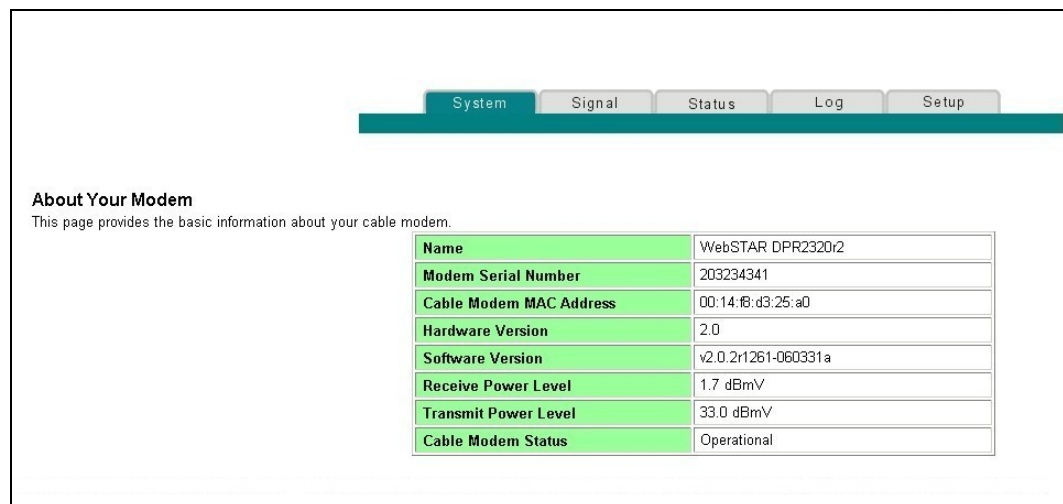 System Signal Status Log Setup
About Your Modem
This page provides the basic information about your cable modem.
Name WebSTAR DPR2320r2
Modem Serial Number 203234341
Cable Modem MAC Address 00:14:f8:d3:25:a0
Hardware Version 2.0
Software Version v2.0.2r1261-060331a
Receive Power Level 1.7 dBmV
Transmit Power Level 33.0 dBmV
Cable Modem Status Operational